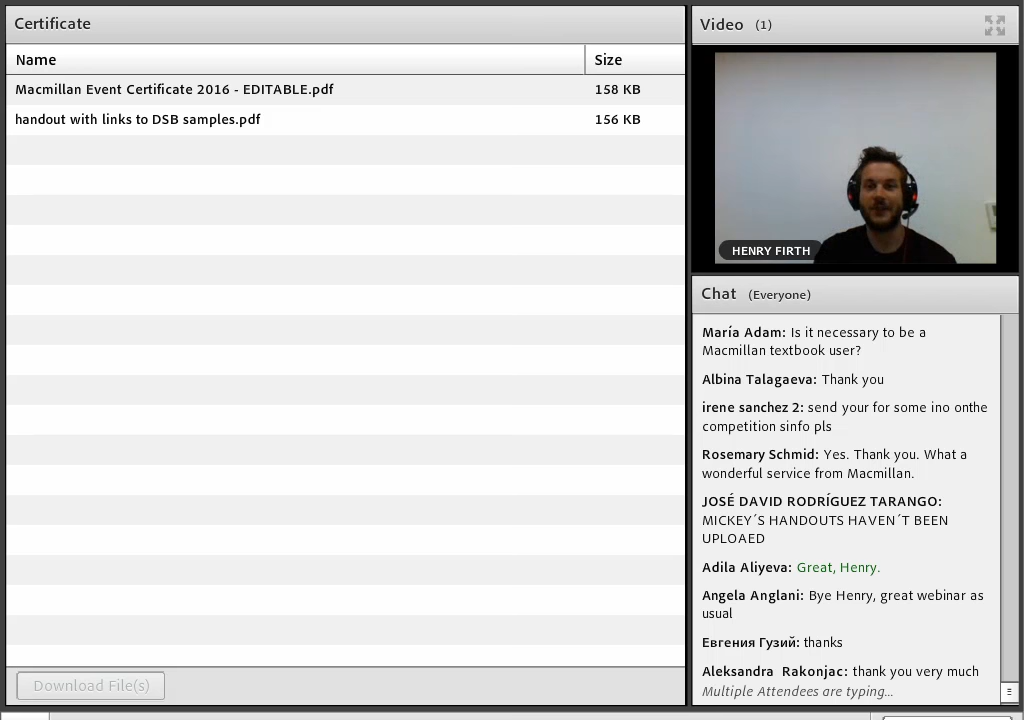 Certificate
Name Size
Macmillan Event Certificate 2016 - EDITABLE.pdf 158 KB
handout with links to DSB samples.pdf 156 KB
Download File(s)
Video (1)
HENRY FIRTH
Chat (Everyone)
María Adam: Is it necessary to be a
Macmillan textbook user?
Albina Talagaeva: Thank you
irene sanchez 2: send your for some ino onthe
competition sinfo pls
Rosemary Schmid: Yes. Thank you. What a
wonderful service from Macmillan.
JOSÉ DAVID RODRÍGUEZ TARANGO:
MICKEY´S HANDOUTS HAVEN´T BEEN
UPLOAED
Adila Aliyeva: Great, Henry.
Angela Anglani: Bye Henry, great webinar as
usual
Евгения Гузий: thanks
Aleksandra Rakonjac: thank you very much
Multiple Attendees are typing...